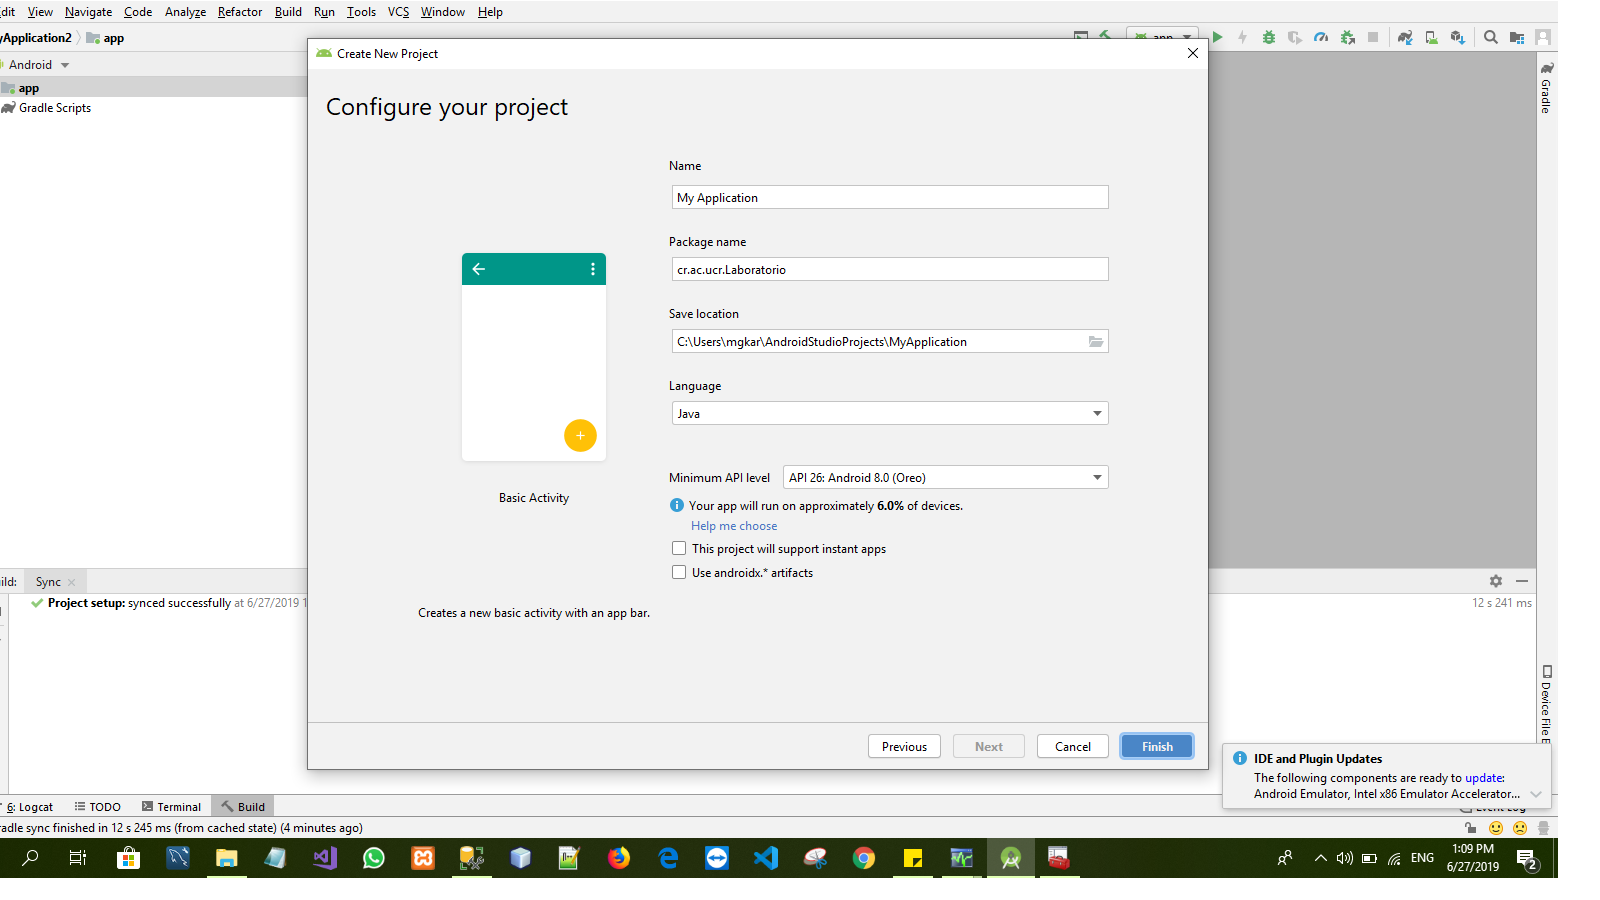 dit View Navigate Code Analyze Refactor Build Run Tools VCS Window Help
yApplication2 app
app
Android
app
Gradle Scripts
Create New Project
Configure your project
Name
My Application
Package name
cr.ac.ucr.Laboratorio
Save location
C:\Users\mgkar\AndroidStudioProjects\MyApplication
Language
Java
Minimum API level API 26: Android 8.0 (Oreo)
Your app will run on approximately 6.0% of devices.
Help me choose
This project will support instant apps
Use androidx.* artifacts
Basic Activity
Creates a new basic activity with an app bar.
Previous Next Cancel Finish
Gradle
Device File E
ild: Sync
Project setup: synced successfully at 6/27/2019 1
12 s 241 ms
IDE and Plugin Updates
The following components are ready to update:
Android Emulator, Intel x86 Emulator Accelerator...
6: Logcat TODO Terminal Build
Event Log
radle sync finished in 12 s 245 ms (from cached state) (4 minutes ago)
ENG
1:09 PM
6/27/2019
2